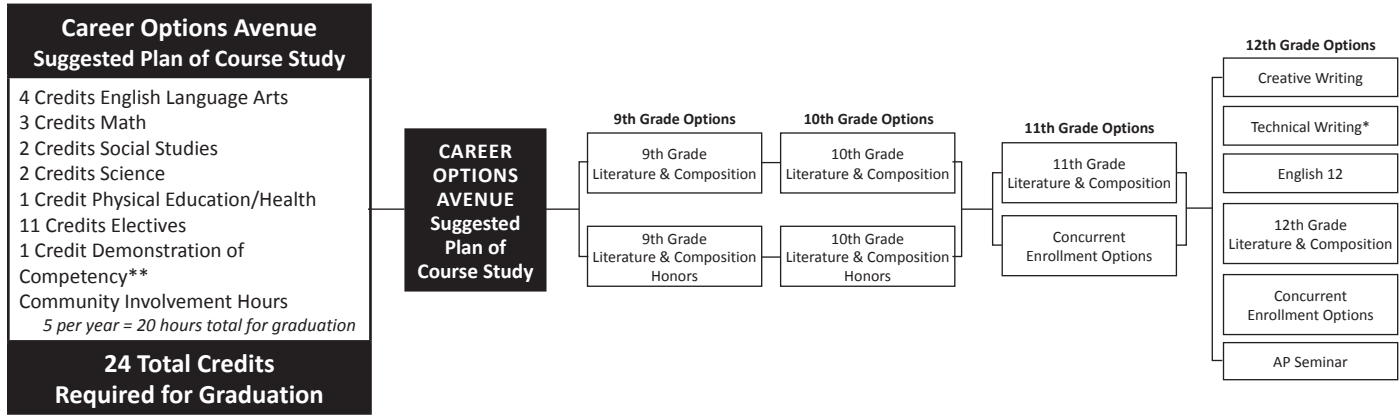 Career Options Avenue
Suggested Plan of Course Study
4 Credits English Language Arts
3 Credits Math
2 Credits Social Studies
2 Credits Science
1 Credit Physical Education/Health
11 Credits Electives
1 Credit Demonstration of
Competency**
Community Involvement Hours
5 per year = 20 hours total for graduation
24 Total Credits
Required for Graduation
CAREER
OPTIONS
AVENUE
Suggested
Plan of
Course Study
9th Grade Options
9th Grade
Literature & Composition
9th Grade
Literature & Composition
Honors
10th Grade Options
10th Grade
Literature & Composition
10th Grade
Literature & Composition
Honors
11th Grade Options
11th Grade
Literature & Composition
Concurrent
Enrollment Options
12th Grade Options
Creative Writing
Technical Writing*
English 12
12th Grade
Literature & Composition
Concurrent
Enrollment Options
AP Seminar